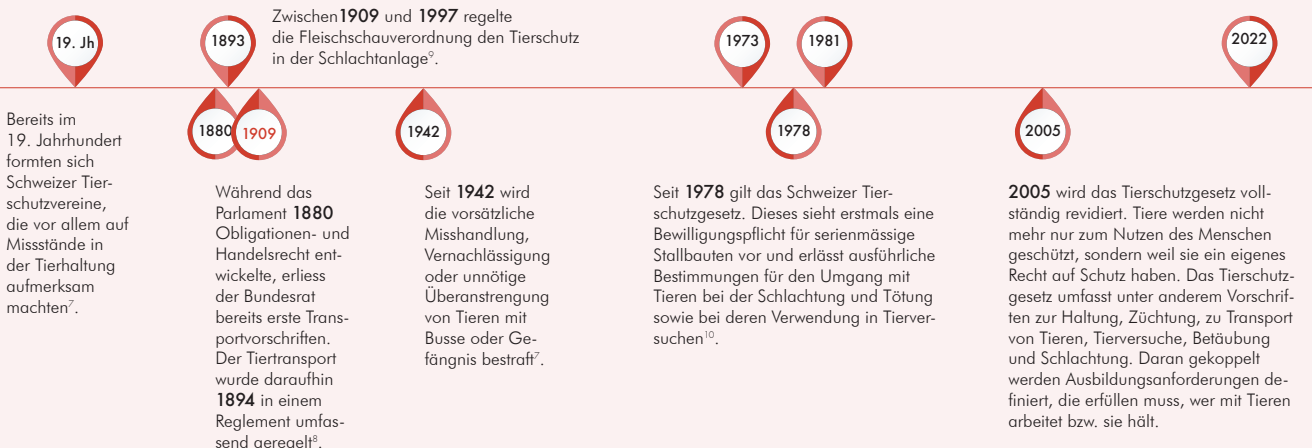 Zwischen 1909 und 1997 regelte
die Fleischschauverordnung den Tierschutz
in der Schlachtanlage⁹.
19. Jh
1893
1973
1981
2022
1880
1909
1942
1978
2005
Bereits im
19. Jahrhundert
formten sich
Schweizer Tier-
schutzvereine,
die vor allem auf
Missstände in
der Tierhaltung
aufmerksam
machten⁷.
Während das
Parlament 1880
Obligationen- und
Handelsrecht ent-
wickelte, erliess
der Bundesrat
bereits erste Trans-
portvorschriften.
Der Tiertransport
wurde daraufhin
1894 in einem
Reglement umfas-
send geregelt⁸.
Seit 1942 wird
die vorsätzliche
Misshandlung,
Vernachlässigung
oder unnötige
Überanstrengung
von Tieren mit
Busse oder Ge-
fängnis bestraft⁷.
Seit 1978 gilt das Schweizer Tier-
schutzgesetz. Dieses sieht erstmals eine
Bewilligungspflicht für serienmässige
Stallbauten vor und erlässt ausführliche
Bestimmungen für den Umgang mit
Tieren bei der Schlachtung und Tötung
sowie bei deren Verwendung in Tierver-
suchen¹⁰.
2005 wird das Tierschutzgesetz voll-
ständig revidiert. Tiere werden nicht
mehr nur zum Nutzen des Menschen
geschützt, sondern weil sie ein eigenes
Recht auf Schutz haben. Das Tierschutz-
gesetz umfasst unter anderem Vorschrif-
ten zur Haltung, Züchtung, zu Transport
von Tieren, Tierversuche, Betäubung
und Schlachtung. Daran gekoppelt
werden Ausbildungsanforderungen de-
finiert, die erfüllen muss, wer mit Tieren
arbeitet bzw. sie hält.